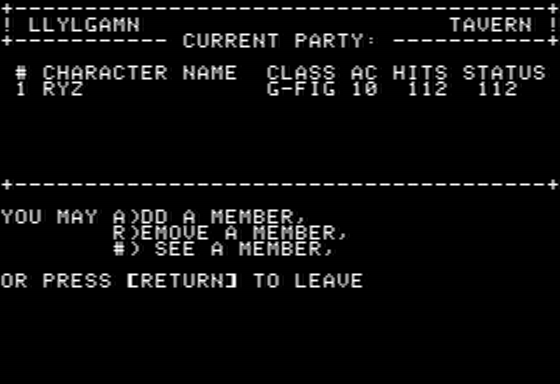 +--------------------------------------+
! LLYLGAMN                      TAVERN !
+----------- CURRENT PARTY: -----------+
 # CHARACTER NAME  CLASS AC HITS STATUS
 1 RYZ             G-FIG 10  112  112
+--------------------------------------+
YOU MAY A)DD A MEMBER,
        R)EMOVE A MEMBER,
        #) SEE A MEMBER,
OR PRESS [RETURN] TO LEAVE